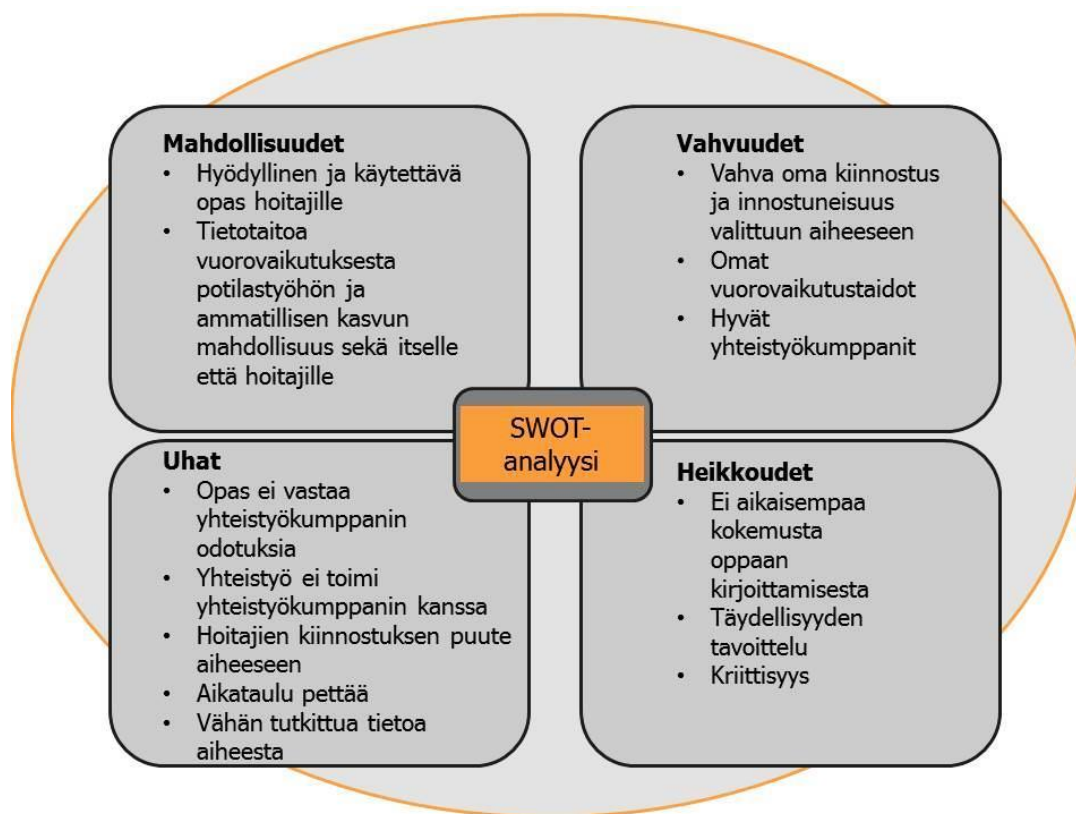 Mahdollisuudet
• Hyödyllinen ja käytettävä
opas hoitajille
• Tietotaitoa
vuorovaikutuksesta
potilastyöhön ja
ammatillisen kasvun
mahdollisuus sekä itselle
että hoitajille
Vahvuudet
• Vahva oma kiinnostus
ja innostuneisuus
valittuun aiheeseen
• Omat
vuorovaikutustaidot
• Hyvät
yhteistyökumppanit
SWOT-
analyysi
Uhat
• Opas ei vastaa
yhteistyökumppanin
odotuksia
• Yhteistyö ei toimi
yhteistyökumppanin kanssa
• Hoitajien kiinnostuksen puute
aiheeseen
• Aikataulu pettää
• Vähän tutkittua tietoa
aiheesta
Heikkoudet
• Ei aikaisempaa
kokemusta
oppaan
kirjoittamisesta
• Täydellisyyden
tavoittelu
• Kriittisyys